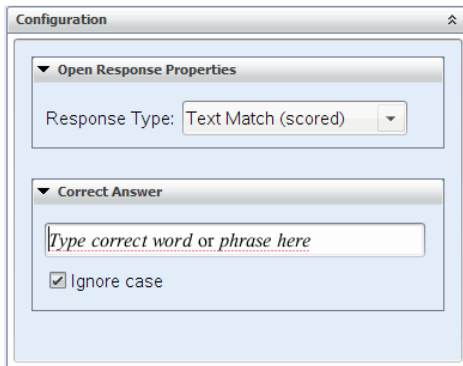 Configuration
Open Response Properties
Response Type: Text Match (scored)
Correct Answer
Type correct word or phrase here
Ignore case